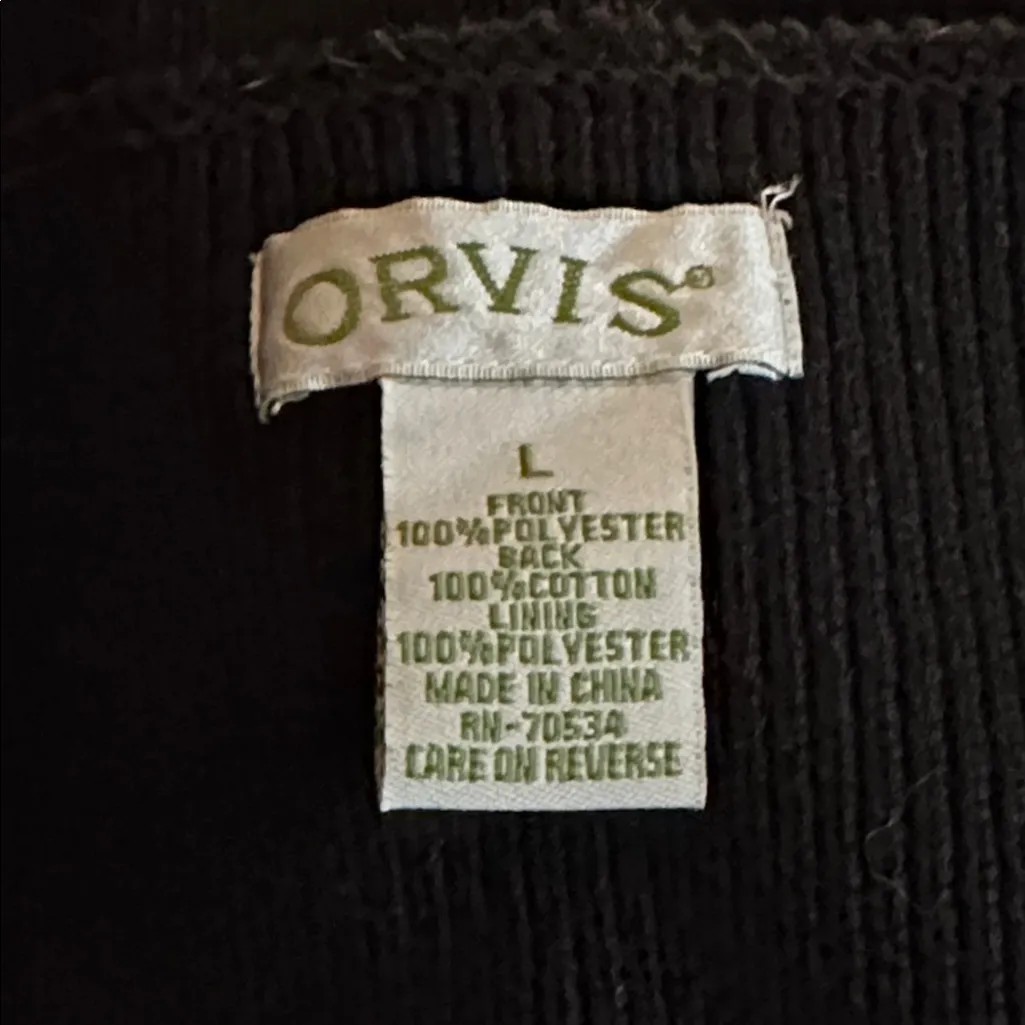 ORVIS®
L
FRONT
100%POLYESTER
BACK
100%COTTON
LINING
100%POLYESTER
MADE IN CHINA
RN-70534
CARE ON REVERSE